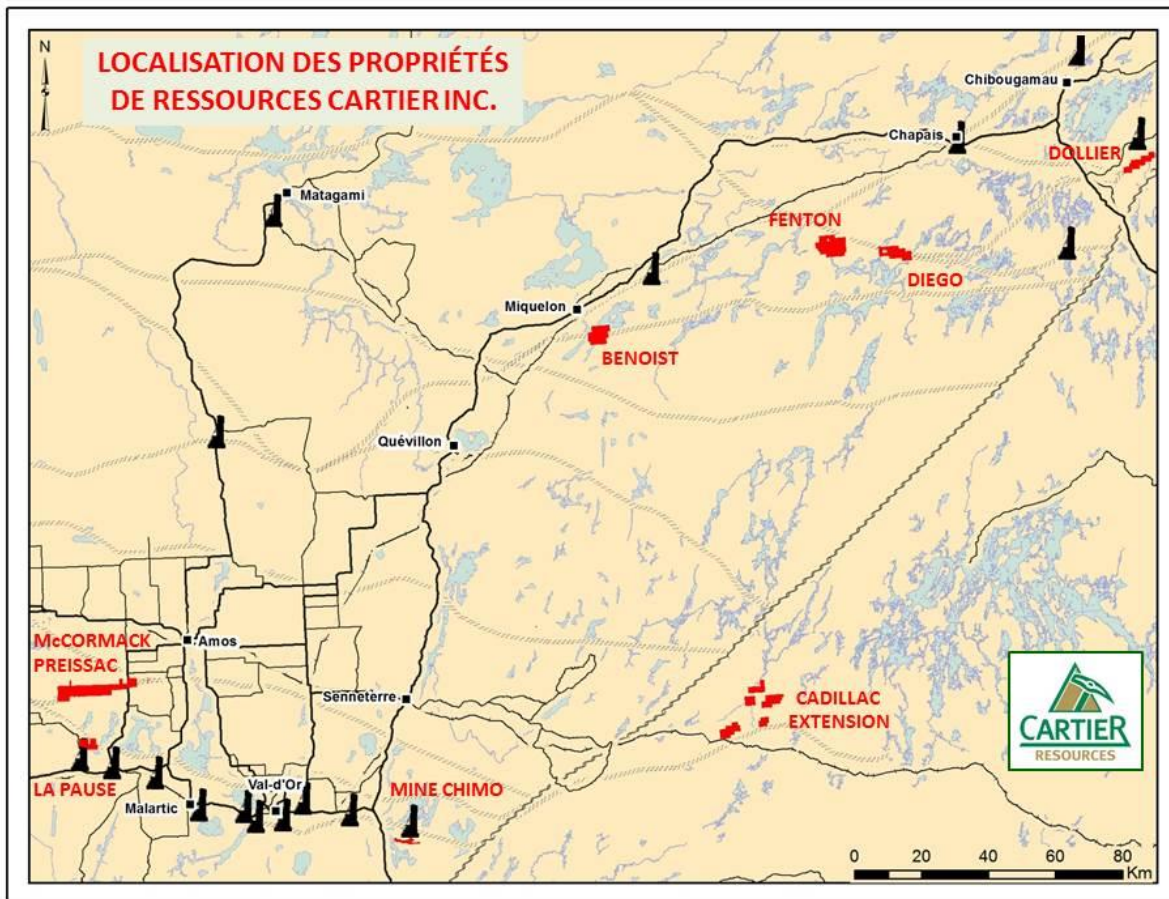 N
LOCALISATION DES PROPRIÉTÉS
DE RESSOURCES CARTIER INC.
Chibougamau
Chapais
DOLLIER
Matagami
FENTON
DIEGO
Miquelon
BENOIST
Quévillon
McCORMACK
PREISSAC
Amos
Senneterre
CADILLAC
EXTENSION
CARTIER
RESOURCES
LA PAUSE
Malartic
Val-d'Or
MINE CHIMO
0 20 40 60 80
Km